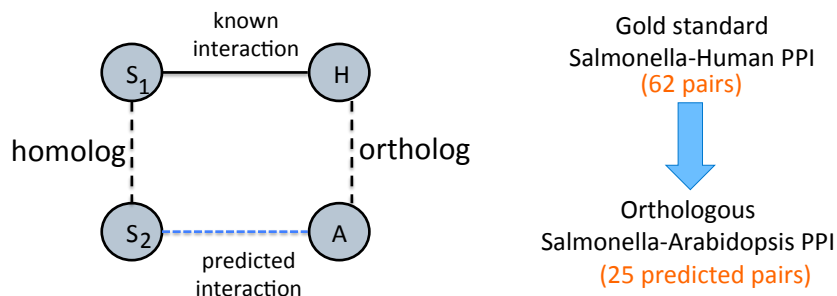 known
interaction
S1
H
homolog
ortholog
S2
A
predicted
interaction
Gold standard
Salmonella-Human PPI
(62 pairs)
Orthologous
Salmonella-Arabidopsis PPI
(25 predicted pairs)